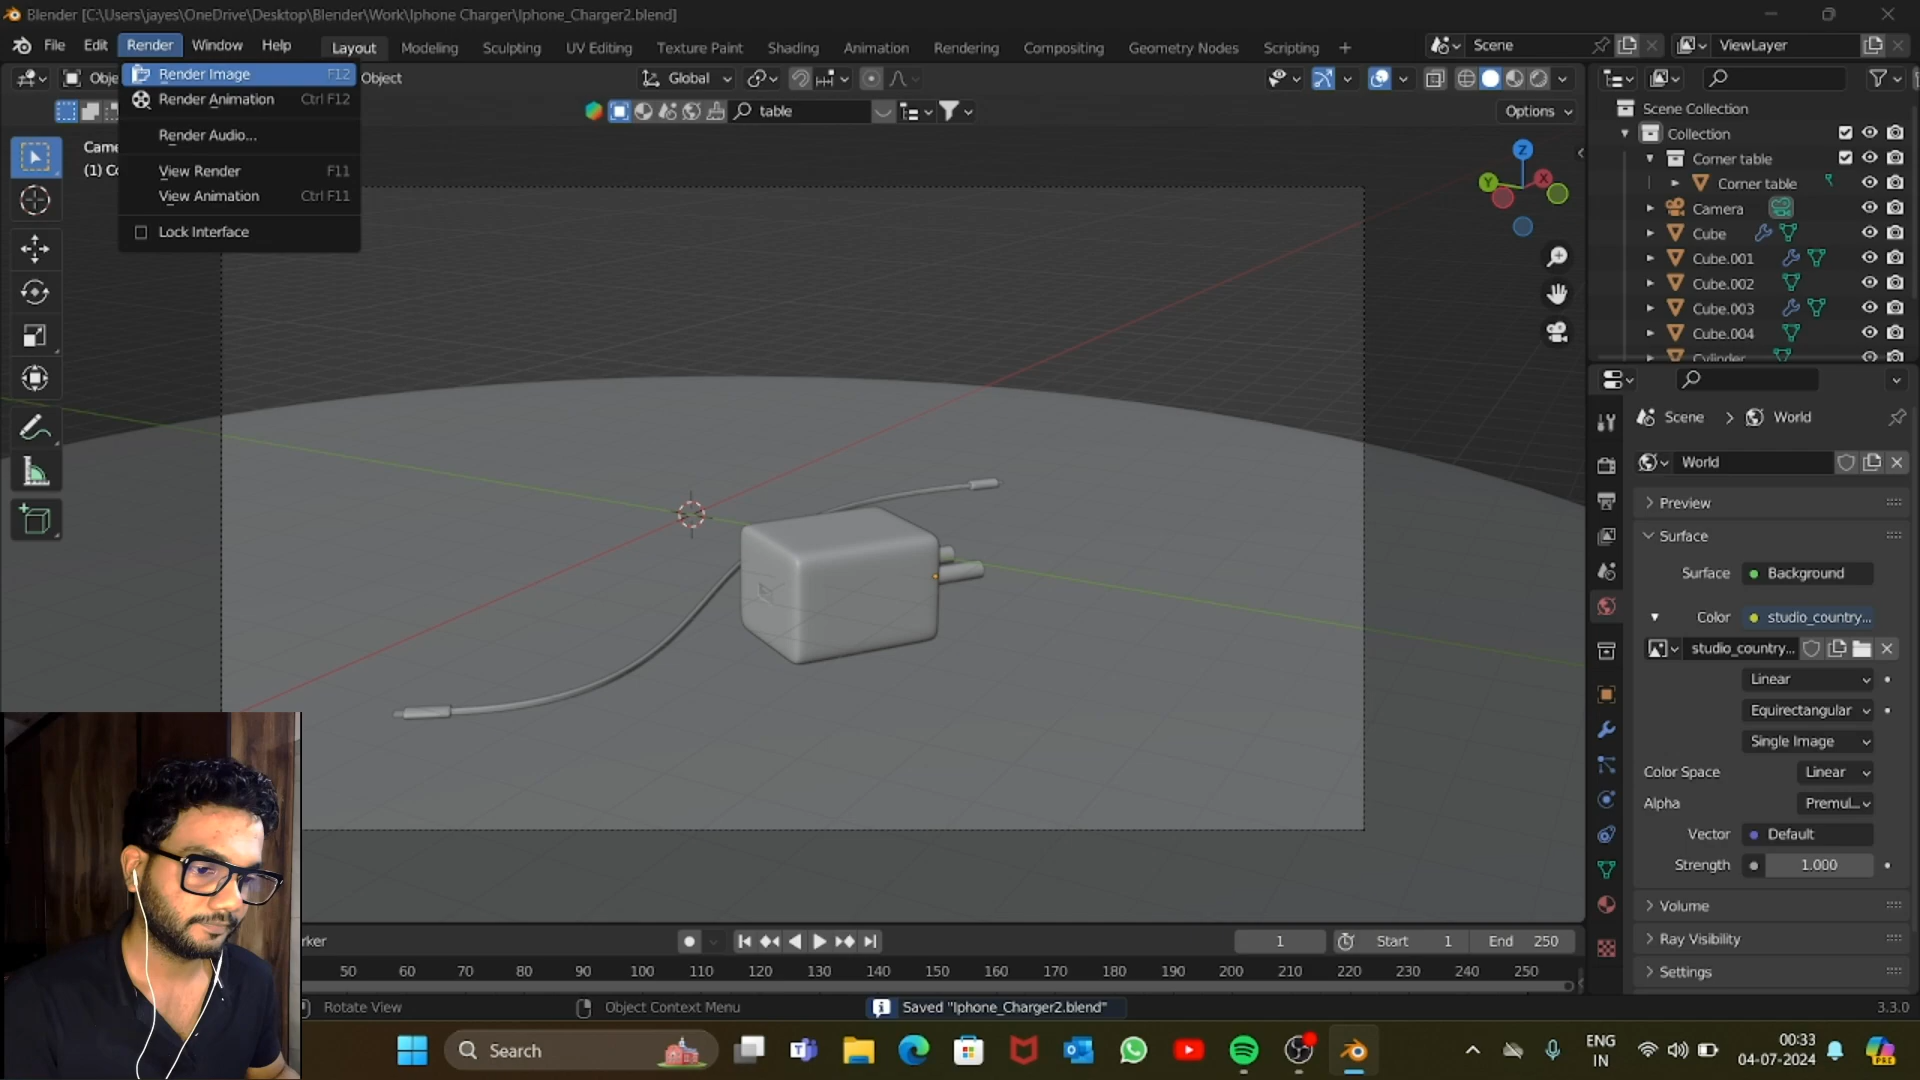 Blender [C:\Users\jayes\OneDrive\Desktop\Blender\Work\Iphone Charger\Iphone_Charger2.blend]
File Edit Render Window Help Layout Modeling Sculpting UV Editing Texture Paint Shading Animation Rendering Compositing Geometry Nodes Scripting + Scene ViewLayer
Obje Render Image F12 Object Global
Render Animation Ctrl F12 table Options
Render Audio...
View Render F11
View Animation Ctrl F11
Lock Interface
Came
(1) Co
Z
Y
X
Scene Collection
Collection
Corner table
Corner table
Camera
Cube
Cube.001
Cube.002
Cube.003
Cube.004
Cylinder
Scene > World
World
Preview
Surface
Surface Background
Color studio_country...
studio_country...
Linear
Equirectangular
Single Image
Color Space Linear
Alpha Premul...
Vector Default
Strength 1.000
Volume
Ray Visibility
Settings
rker 1 Start 1 End 250
50 60 70 80 90 100 110 120 130 140 150 160 170 180 190 200 210 220 230 240 250
Rotate View Object Context Menu Saved "Iphone_Charger2.blend" 3.3.0
Search ENG
IN
00:33
04-07-2024
PRE